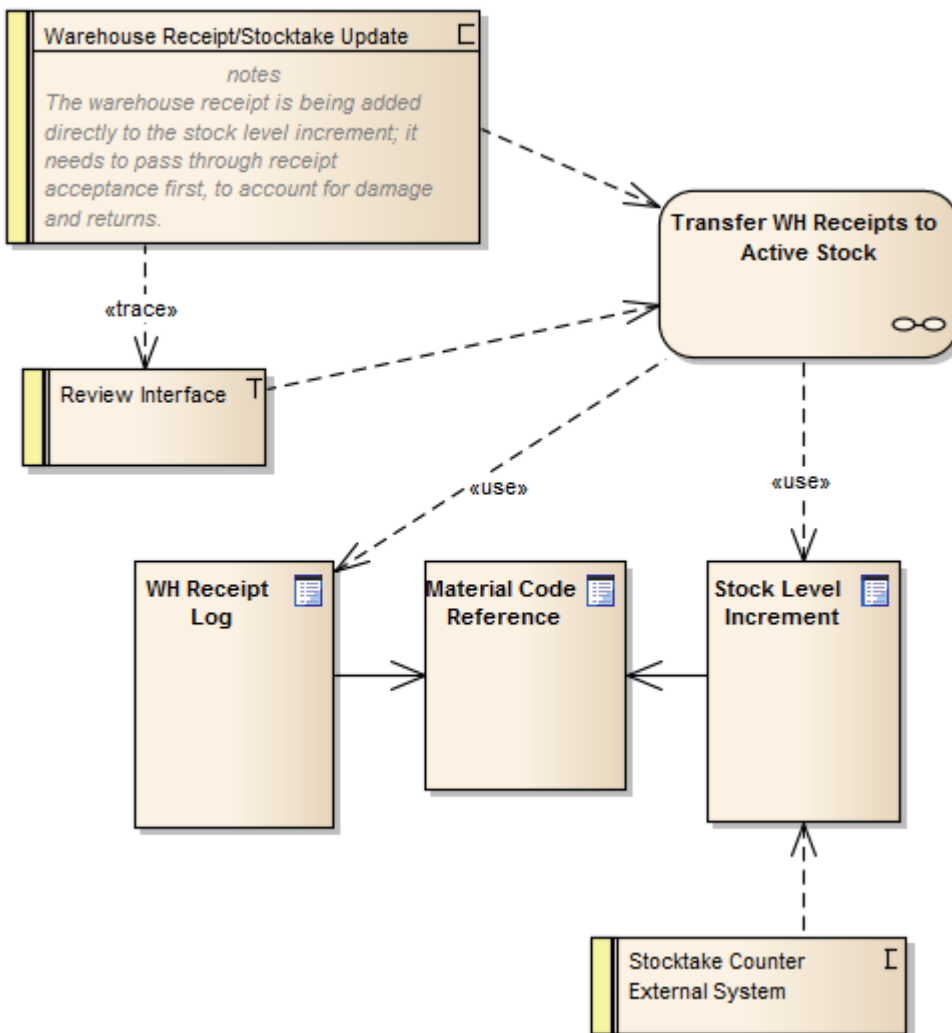 Warehouse Receipt/Stocktake Update
notes
The warehouse receipt is being added
directly to the stock level increment; it
needs to pass through receipt
acceptance first, to account for damage
and returns.
Transfer WH Receipts to
Active Stock
«trace»
Review Interface
«use»
«use»
WH Receipt
Log
Material Code
Reference
Stock Level
Increment
Stocktake Counter
External System